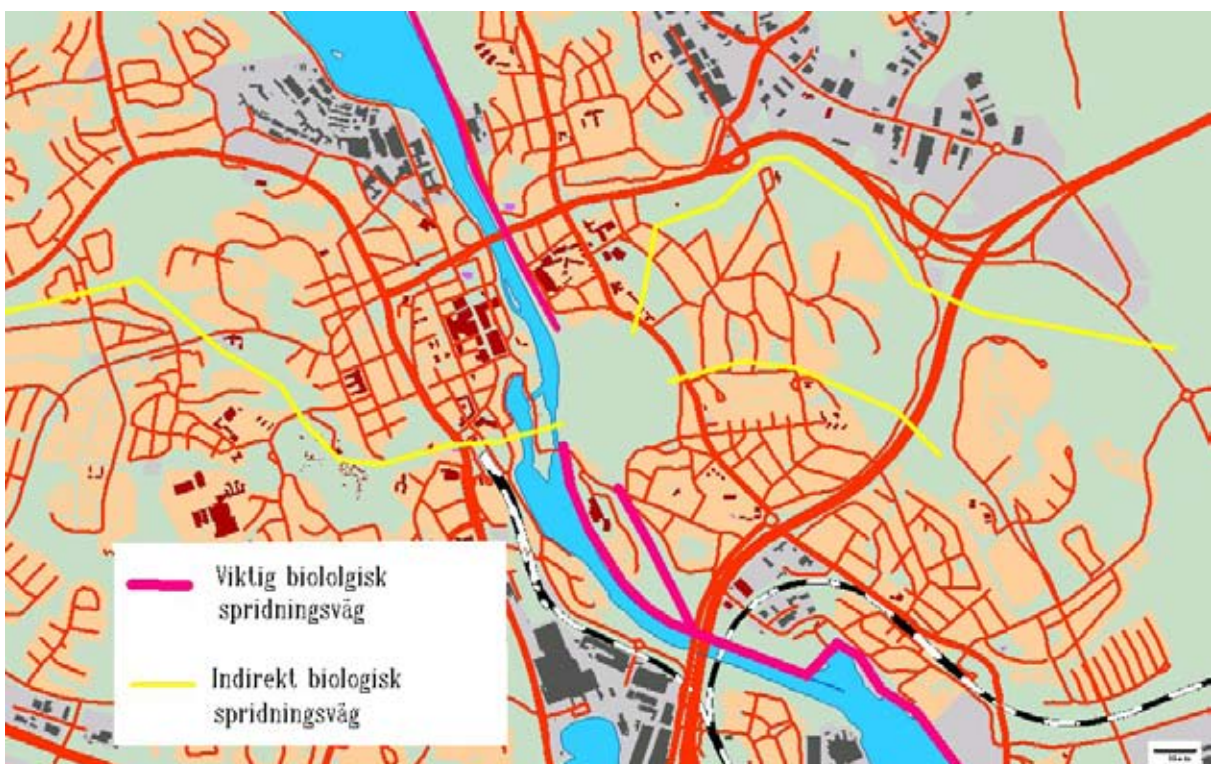 Viktig biololgisk
spridningsväg
Indirekt biologisk
spridningsväg